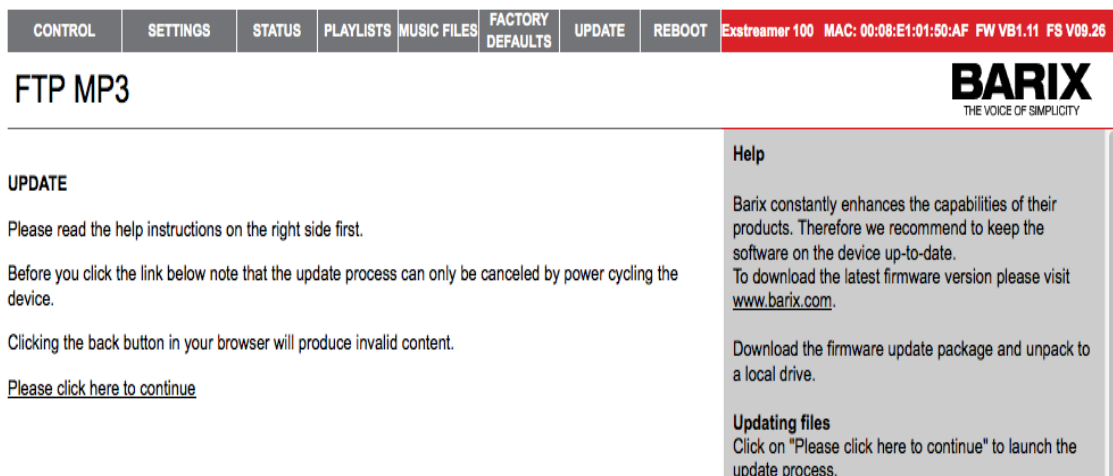 CONTROL SETTINGS STATUS PLAYLISTS MUSIC FILES FACTORY DEFAULTS UPDATE REBOOT Exstreamer 100 MAC: 00:08:E1:01:50:AF FW VB1.11 FS V09.26
FTP MP3
BARIX
THE VOICE OF SIMPLICITY
UPDATE
Please read the help instructions on the right side first.
Before you click the link below note that the update process can only be canceled by power cycling the
device.
Clicking the back button in your browser will produce invalid content.
Please click here to continue
Help
Barix constantly enhances the capabilities of their
products. Therefore we recommend to keep the
software on the device up-to-date.
To download the latest firmware version please visit
www.barix.com.
Download the firmware update package and unpack to
a local drive.
Updating files
Click on "Please click here to continue" to launch the
update process.